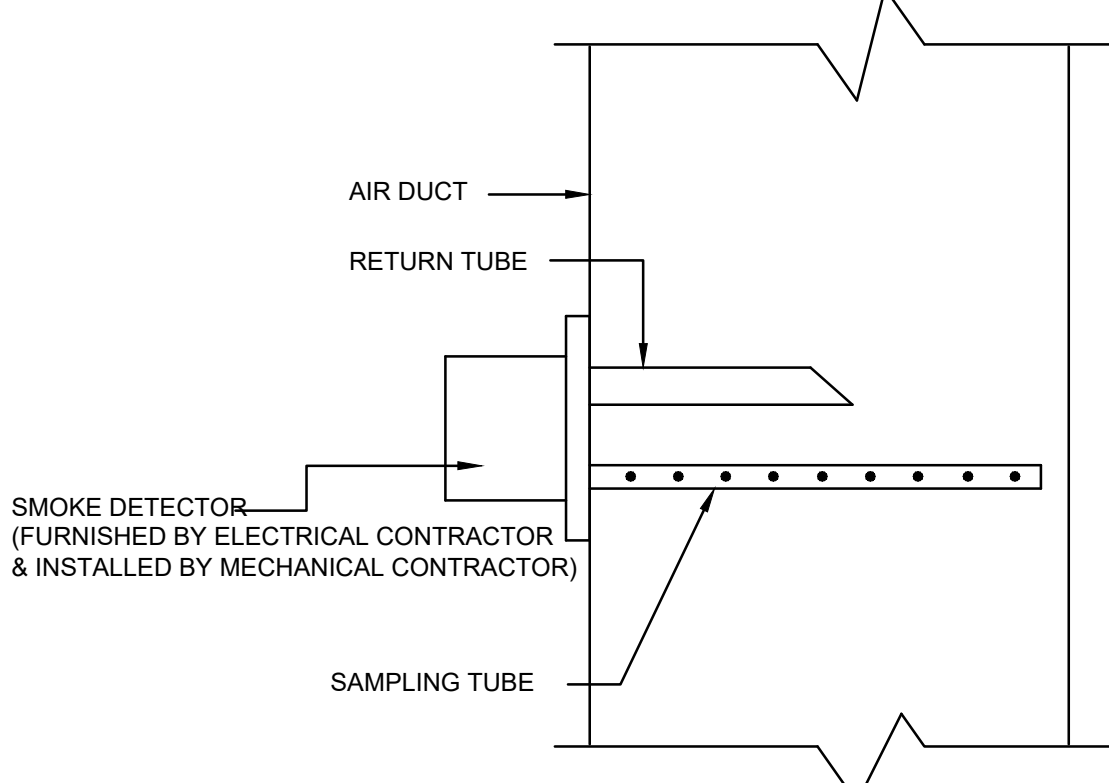 AIR DUCT
RETURN TUBE
SMOKE DETECTOR
(FURNISHED BY ELECTRICAL CONTRACTOR
& INSTALLED BY MECHANICAL CONTRACTOR)
SAMPLING TUBE